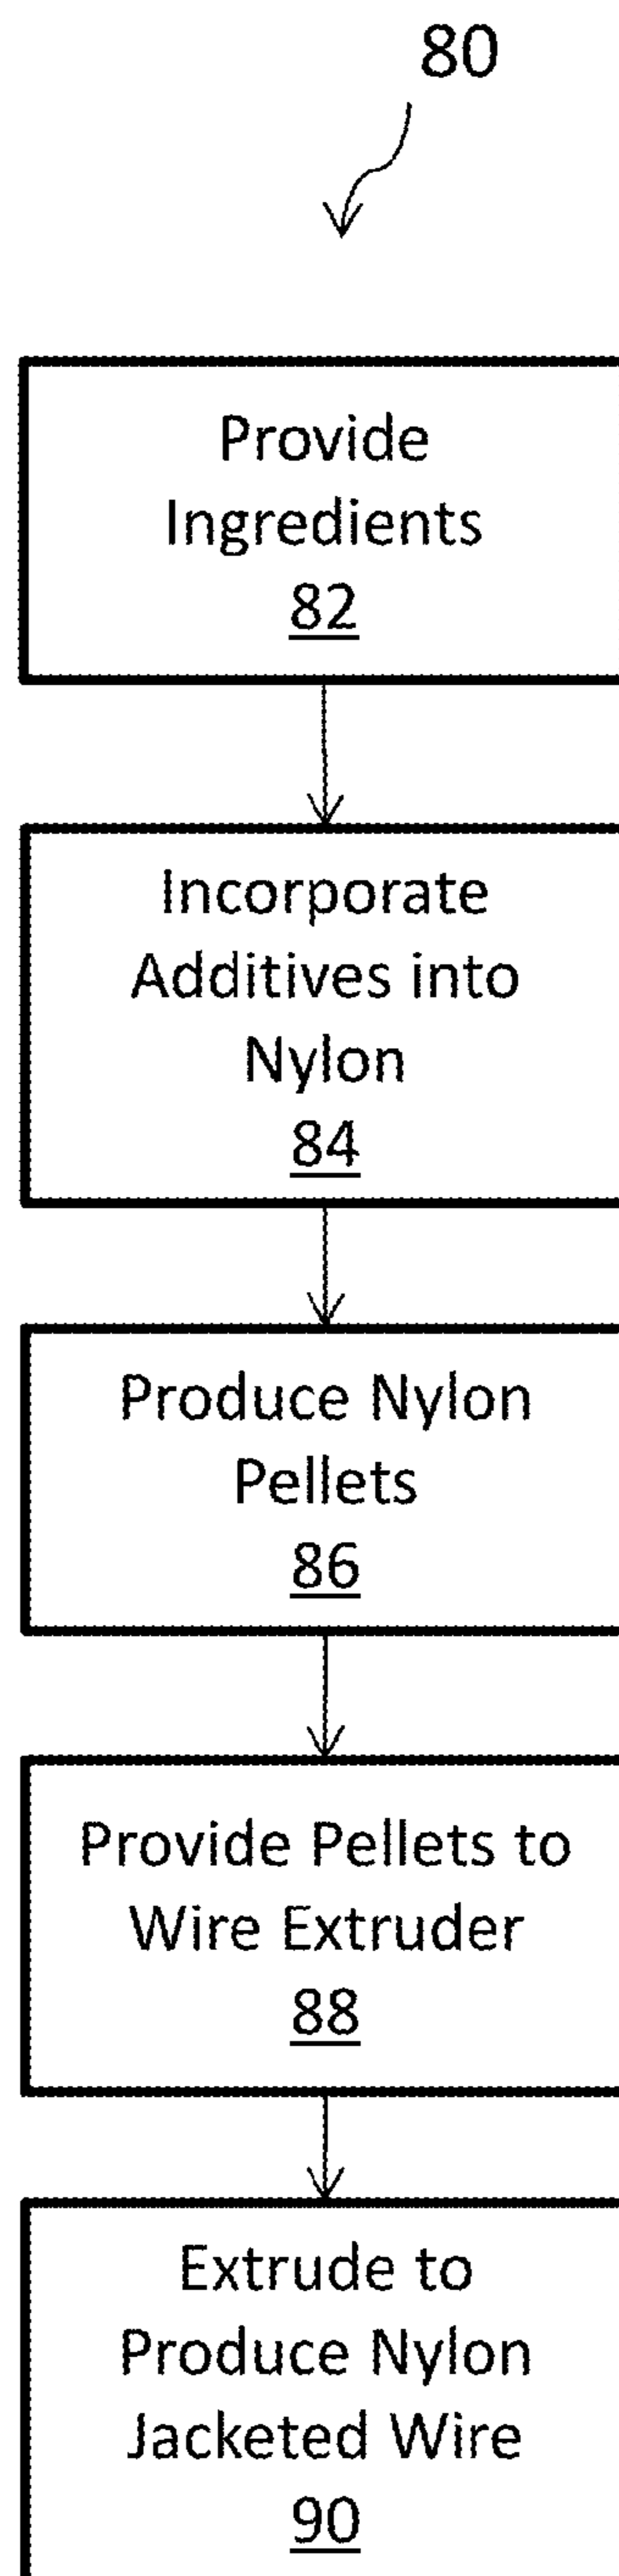 80
Provide
Ingredients
82
Incorporate
Additives into
Nylon
84
Produce Nylon
Pellets
86
Provide Pellets to
Wire Extruder
88
Extrude to
Produce Nylon
Jacketed Wire
90